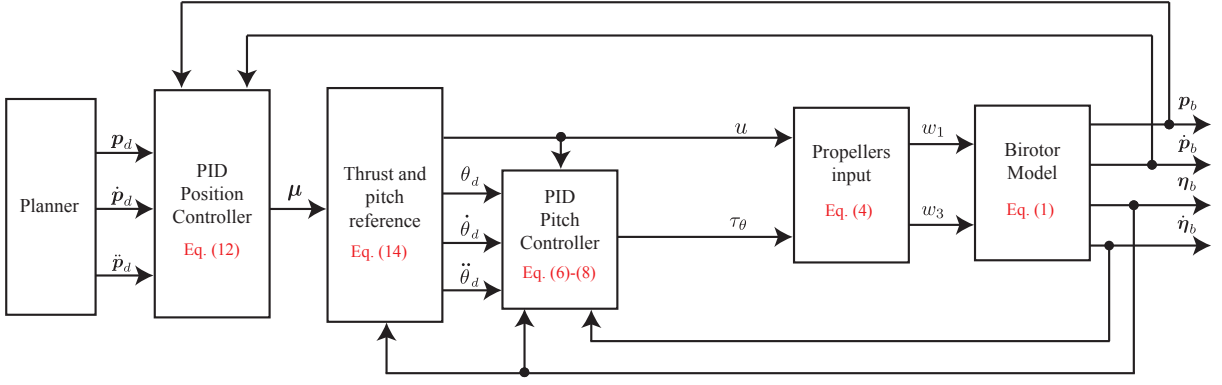 Planner
𝒑_d
𝒑̇_d
𝒑̈_d
PID
Position
Controller
Eq. (12)
𝝁
Thrust and
pitch
reference
Eq. (14)
u
θ_d
θ̇_d
θ̈_d
PID
Pitch
Controller
Eq. (6)-(8)
τ_θ
Propellers
input
Eq. (4)
w_1
w_3
Birotor
Model
Eq. (1)
𝒑_b
𝒑̇_b
𝜼_b
𝜼̇_b